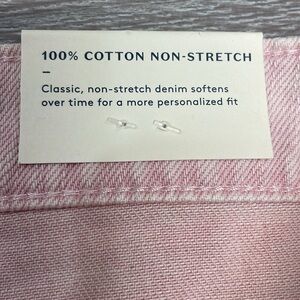 100% COTTON NON-STRETCH
–
Classic, non-stretch denim softens
over time for a more personalized fit